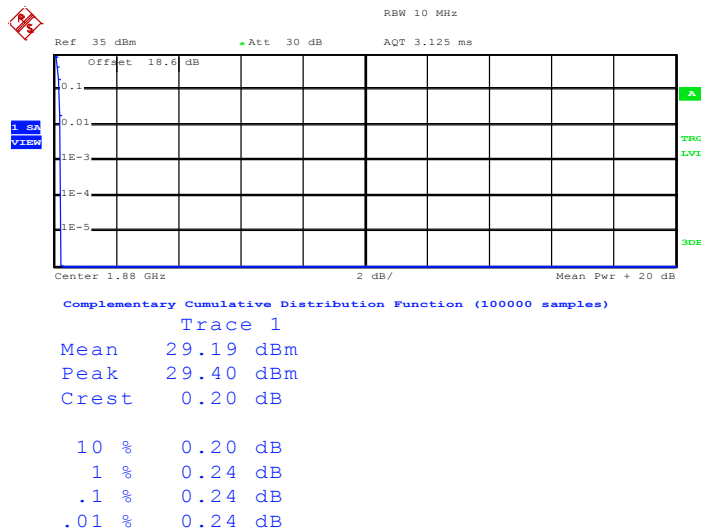 RBW 10 MHz
Ref 35 dBm *Att 30 dB AQT 3.125 ms
Offset 18.6 dB
0.1
A
0.01
1 SA
VIEW
TRG
LVL
1E-3
1E-4
1E-5
3DB
Center 1.88 GHz 2 dB/ Mean Pwr + 20 dB
Complementary Cumulative Distribution Function (100000 samples)
Trace 1
Mean 29.19 dBm
Peak 29.40 dBm
Crest 0.20 dB
10 % 0.20 dB
1 % 0.24 dB
.1 % 0.24 dB
.01 % 0.24 dB